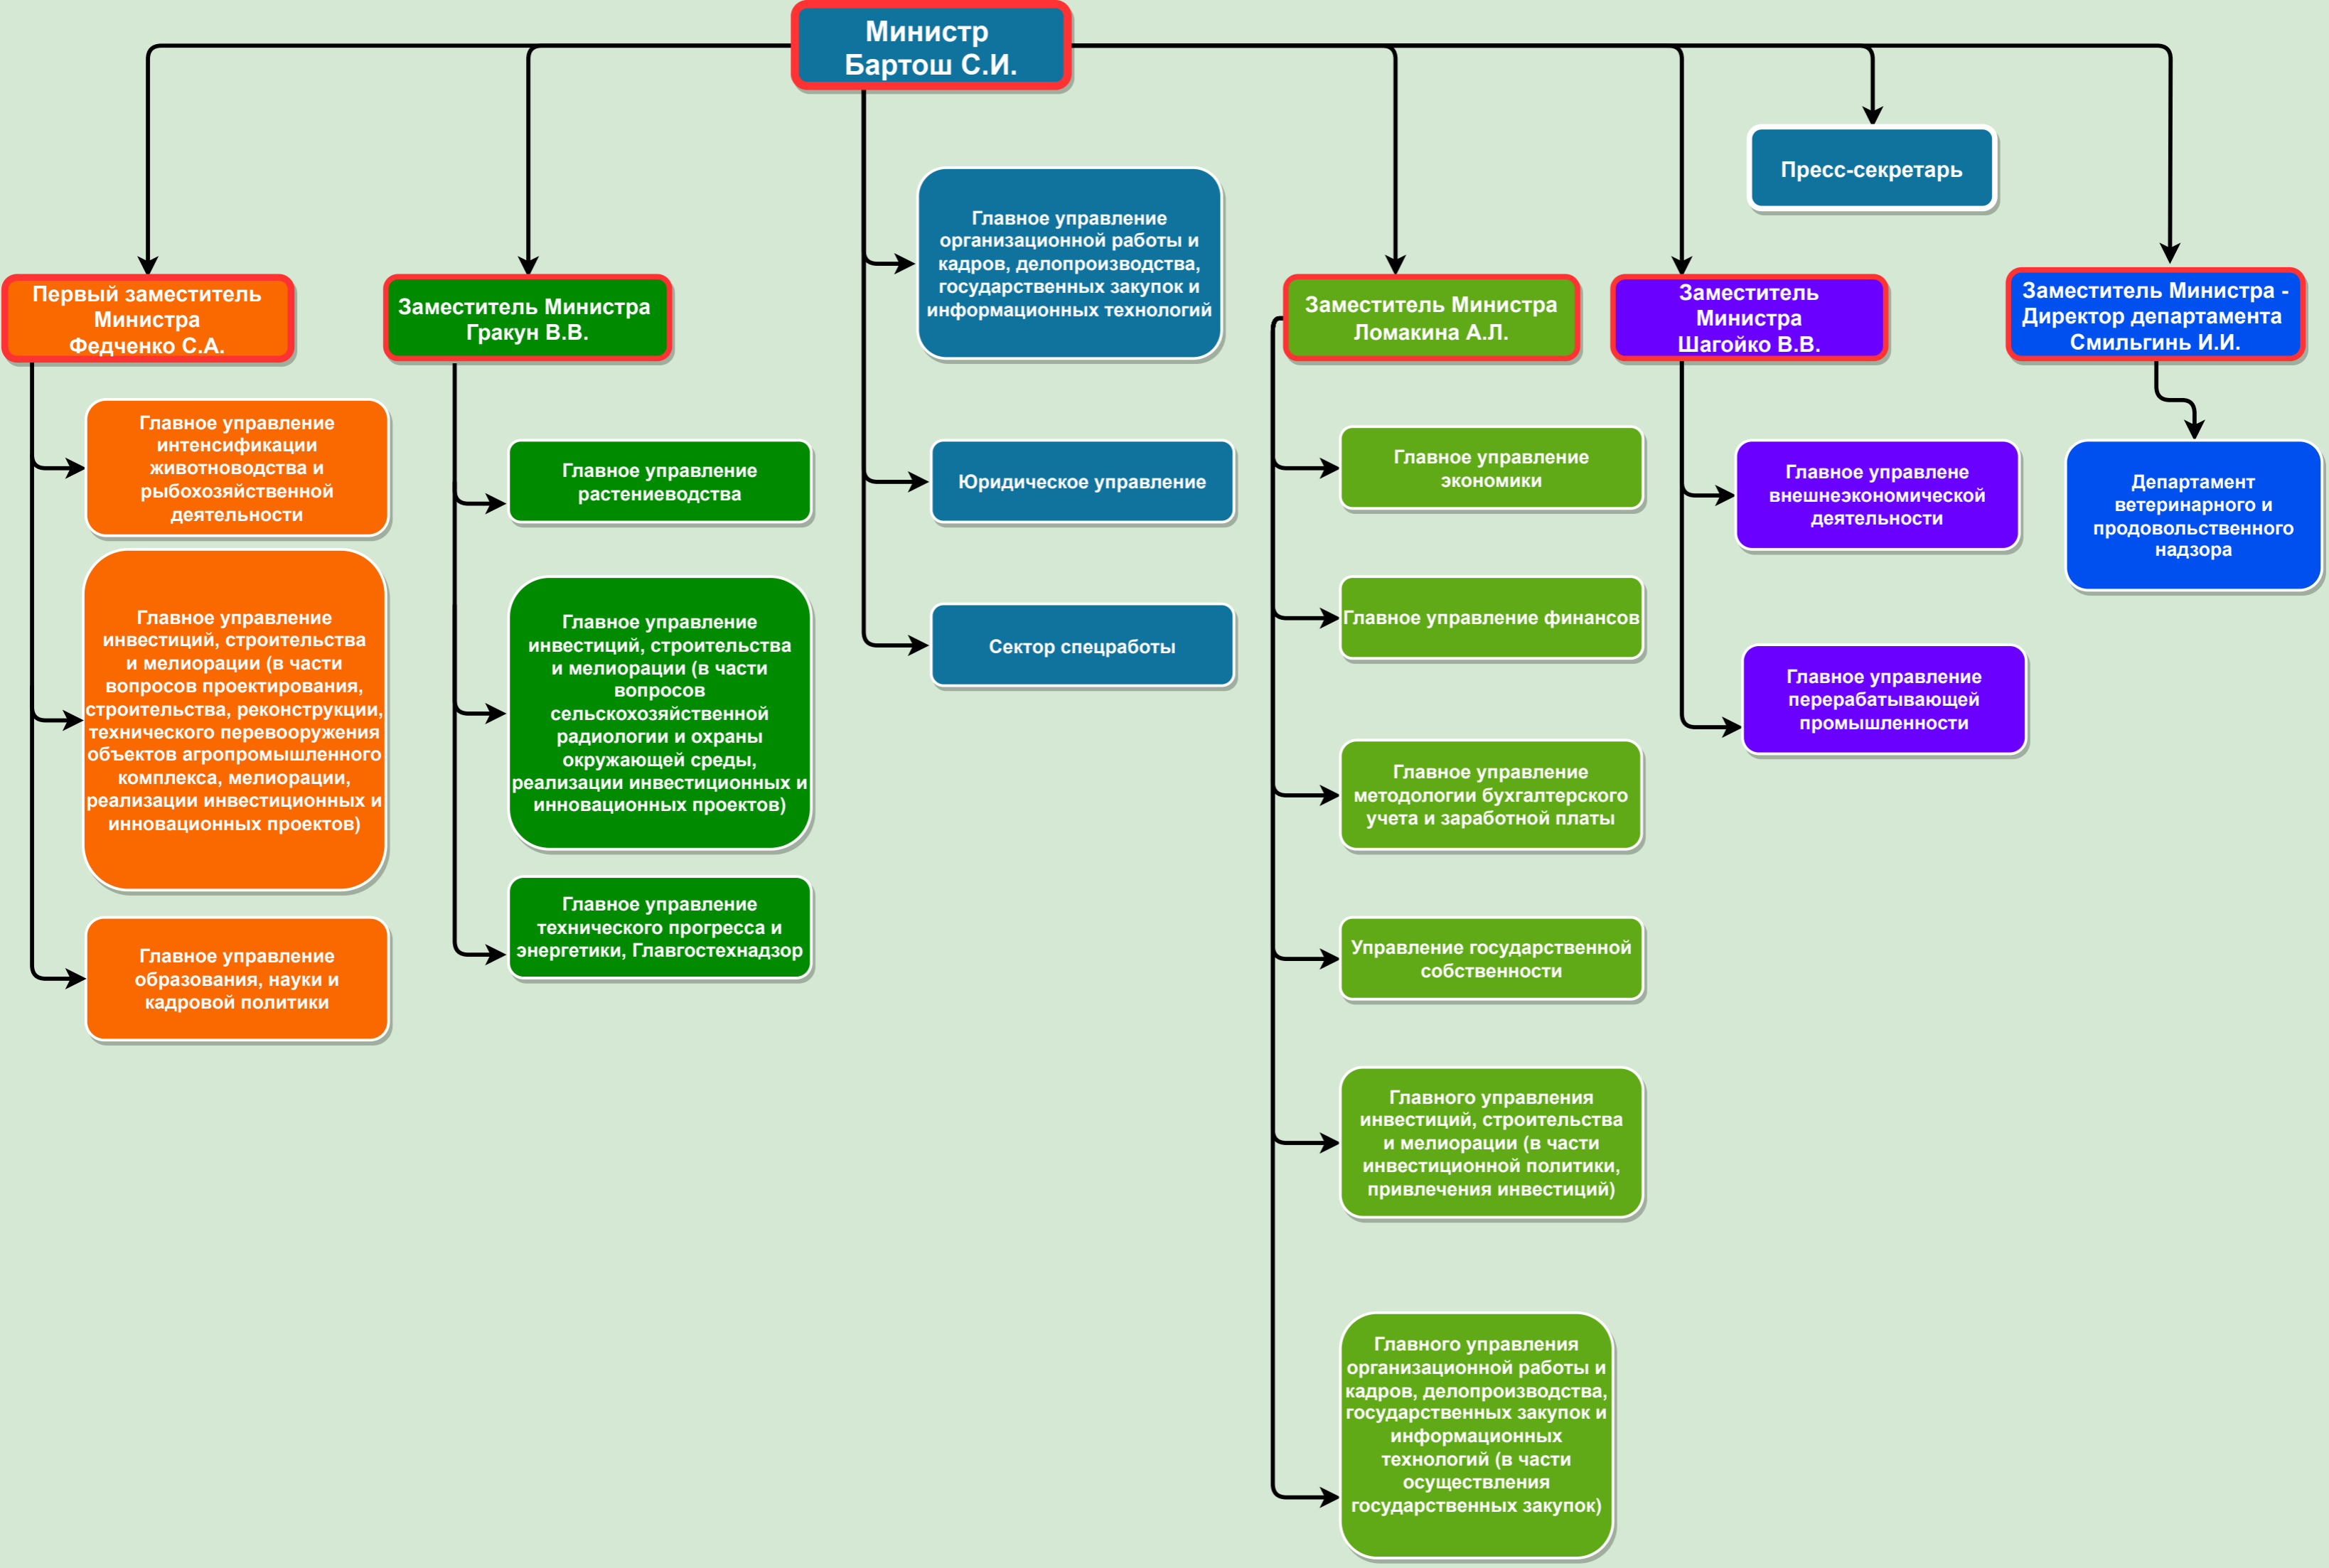 Министр
Бартош С.И.
Пресс-секретарь
Первый заместитель
Министра
Федченко С.А.
Главное управление
интенсификации
животноводства и
рыбохозяйственной
деятельности
Главное управление
инвестиций, строительства
и мелиорации (в части
вопросов проектирования,
строительства, реконструкции,
технического перевооружения
объектов агропромышленного
комплекса, мелиорации,
реализации инвестиционных и
инновационных проектов)
Главное управление
образования, науки и
кадровой политики
Заместитель Министра
Гракун В.В.
Главное управление
растениеводства
Главное управление
инвестиций, строительства
и мелиорации (в части
вопросов
сельскохозяйственной
радиологии и охраны
окружающей среды,
реализации инвестиционных и
инновационных проектов)
Главное управление
технического прогресса и
энергетики, Главгостехнадзор
Главное управление
организационной работы и
кадров, делопроизводства,
государственных закупок и
информационных технологий
Юридическое управление
Сектор спецработы
Заместитель Министра
Ломакина А.Л.
Главное управление
экономики
Главное управление финансов
Главное управление
методологии бухгалтерского
учета и заработной платы
Управление государственной
собственности
Главного управления
инвестиций, строительства
и мелиорации (в части
инвестиционной политики,
привлечения инвестиций)
Главного управления
организационной работы и
кадров, делопроизводства,
государственных закупок и
информационных
технологий (в части
осуществления
государственных закупок)
Заместитель
Министра
Шагойко В.В.
Главное управлене
внешнеэкономической
деятельности
Главное управление
перерабатывающей
промышленности
Заместитель Министра -
Директор департамента
Смильгинь И.И.
Департамент
ветеринарного и
продовольственного
надзора